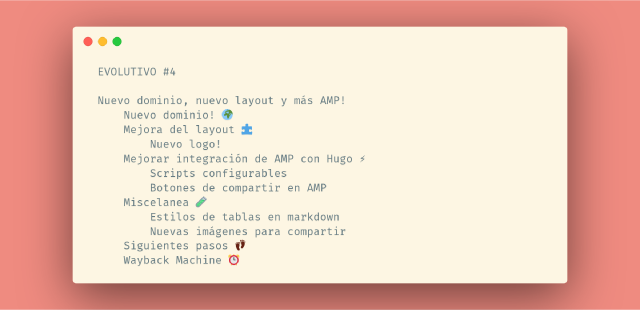 EVOLUTIVO #4
Nuevo dominio, nuevo layout y más AMP!
Nuevo dominio! 🌍
Mejora del layout 🧩
Nuevo logo!
Mejorar integración de AMP con Hugo ⚡
Scripts configurables
Botones de compartir en AMP
Miscelanea 🧪
Estilos de tablas en markdown
Nuevas imágenes para compartir
Siguientes pasos 👣
Wayback Machine ⏰